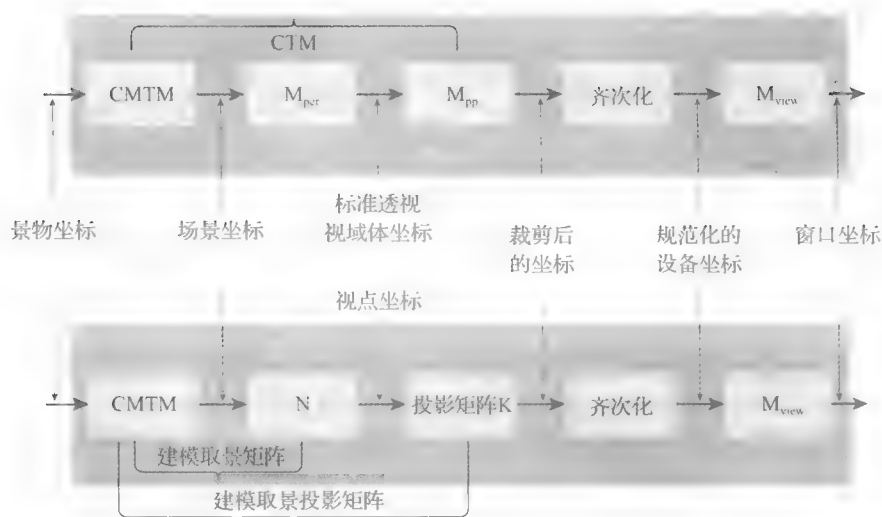 CTM
CMTM
M_per
M_pp
齐次化
M_view
景物坐标
场景坐标
标准透视
视域体坐标
裁剪后
的坐标
规范化的
设备坐标
窗口坐标
视点坐标
CMTM
N
投影矩阵K
齐次化
M_view
建模取景矩阵
建模取景投影矩阵